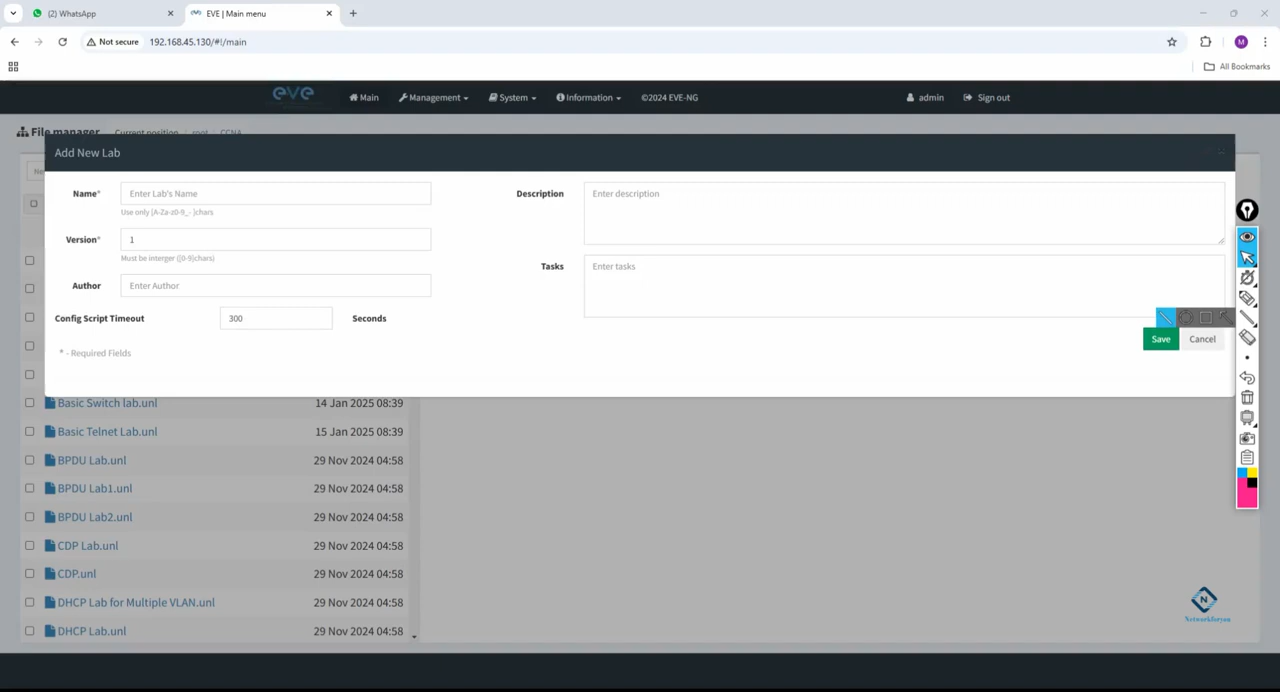 (2) WhatsApp
EVE | Main menu
Not secure 192.168.45.130/#!/main
M
All Bookmarks
eve Main Management System Information ©2024 EVE-NG admin Sign out
File manager Current position root CCNA
Add New Lab
Name* Enter Lab's Name
Use only [A-Za-z0-9_- ]chars
Version* 1
Must be interger ([0-9]chars)
Author Enter Author
Config Script Timeout 300 Seconds
* - Required Fields
Description Enter description
Tasks Enter tasks
Save Cancel
Basic Switch lab.unl 14 Jan 2025 08:39
Basic Telnet Lab.unl 15 Jan 2025 08:39
BPDU Lab.unl 29 Nov 2024 04:58
BPDU Lab1.unl 29 Nov 2024 04:58
BPDU Lab2.unl 29 Nov 2024 04:58
CDP Lab.unl 29 Nov 2024 04:58
CDP.unl 29 Nov 2024 04:58
DHCP Lab for Multiple VLAN.unl 29 Nov 2024 04:58
DHCP Lab.unl 29 Nov 2024 04:58
N
Networkforyou